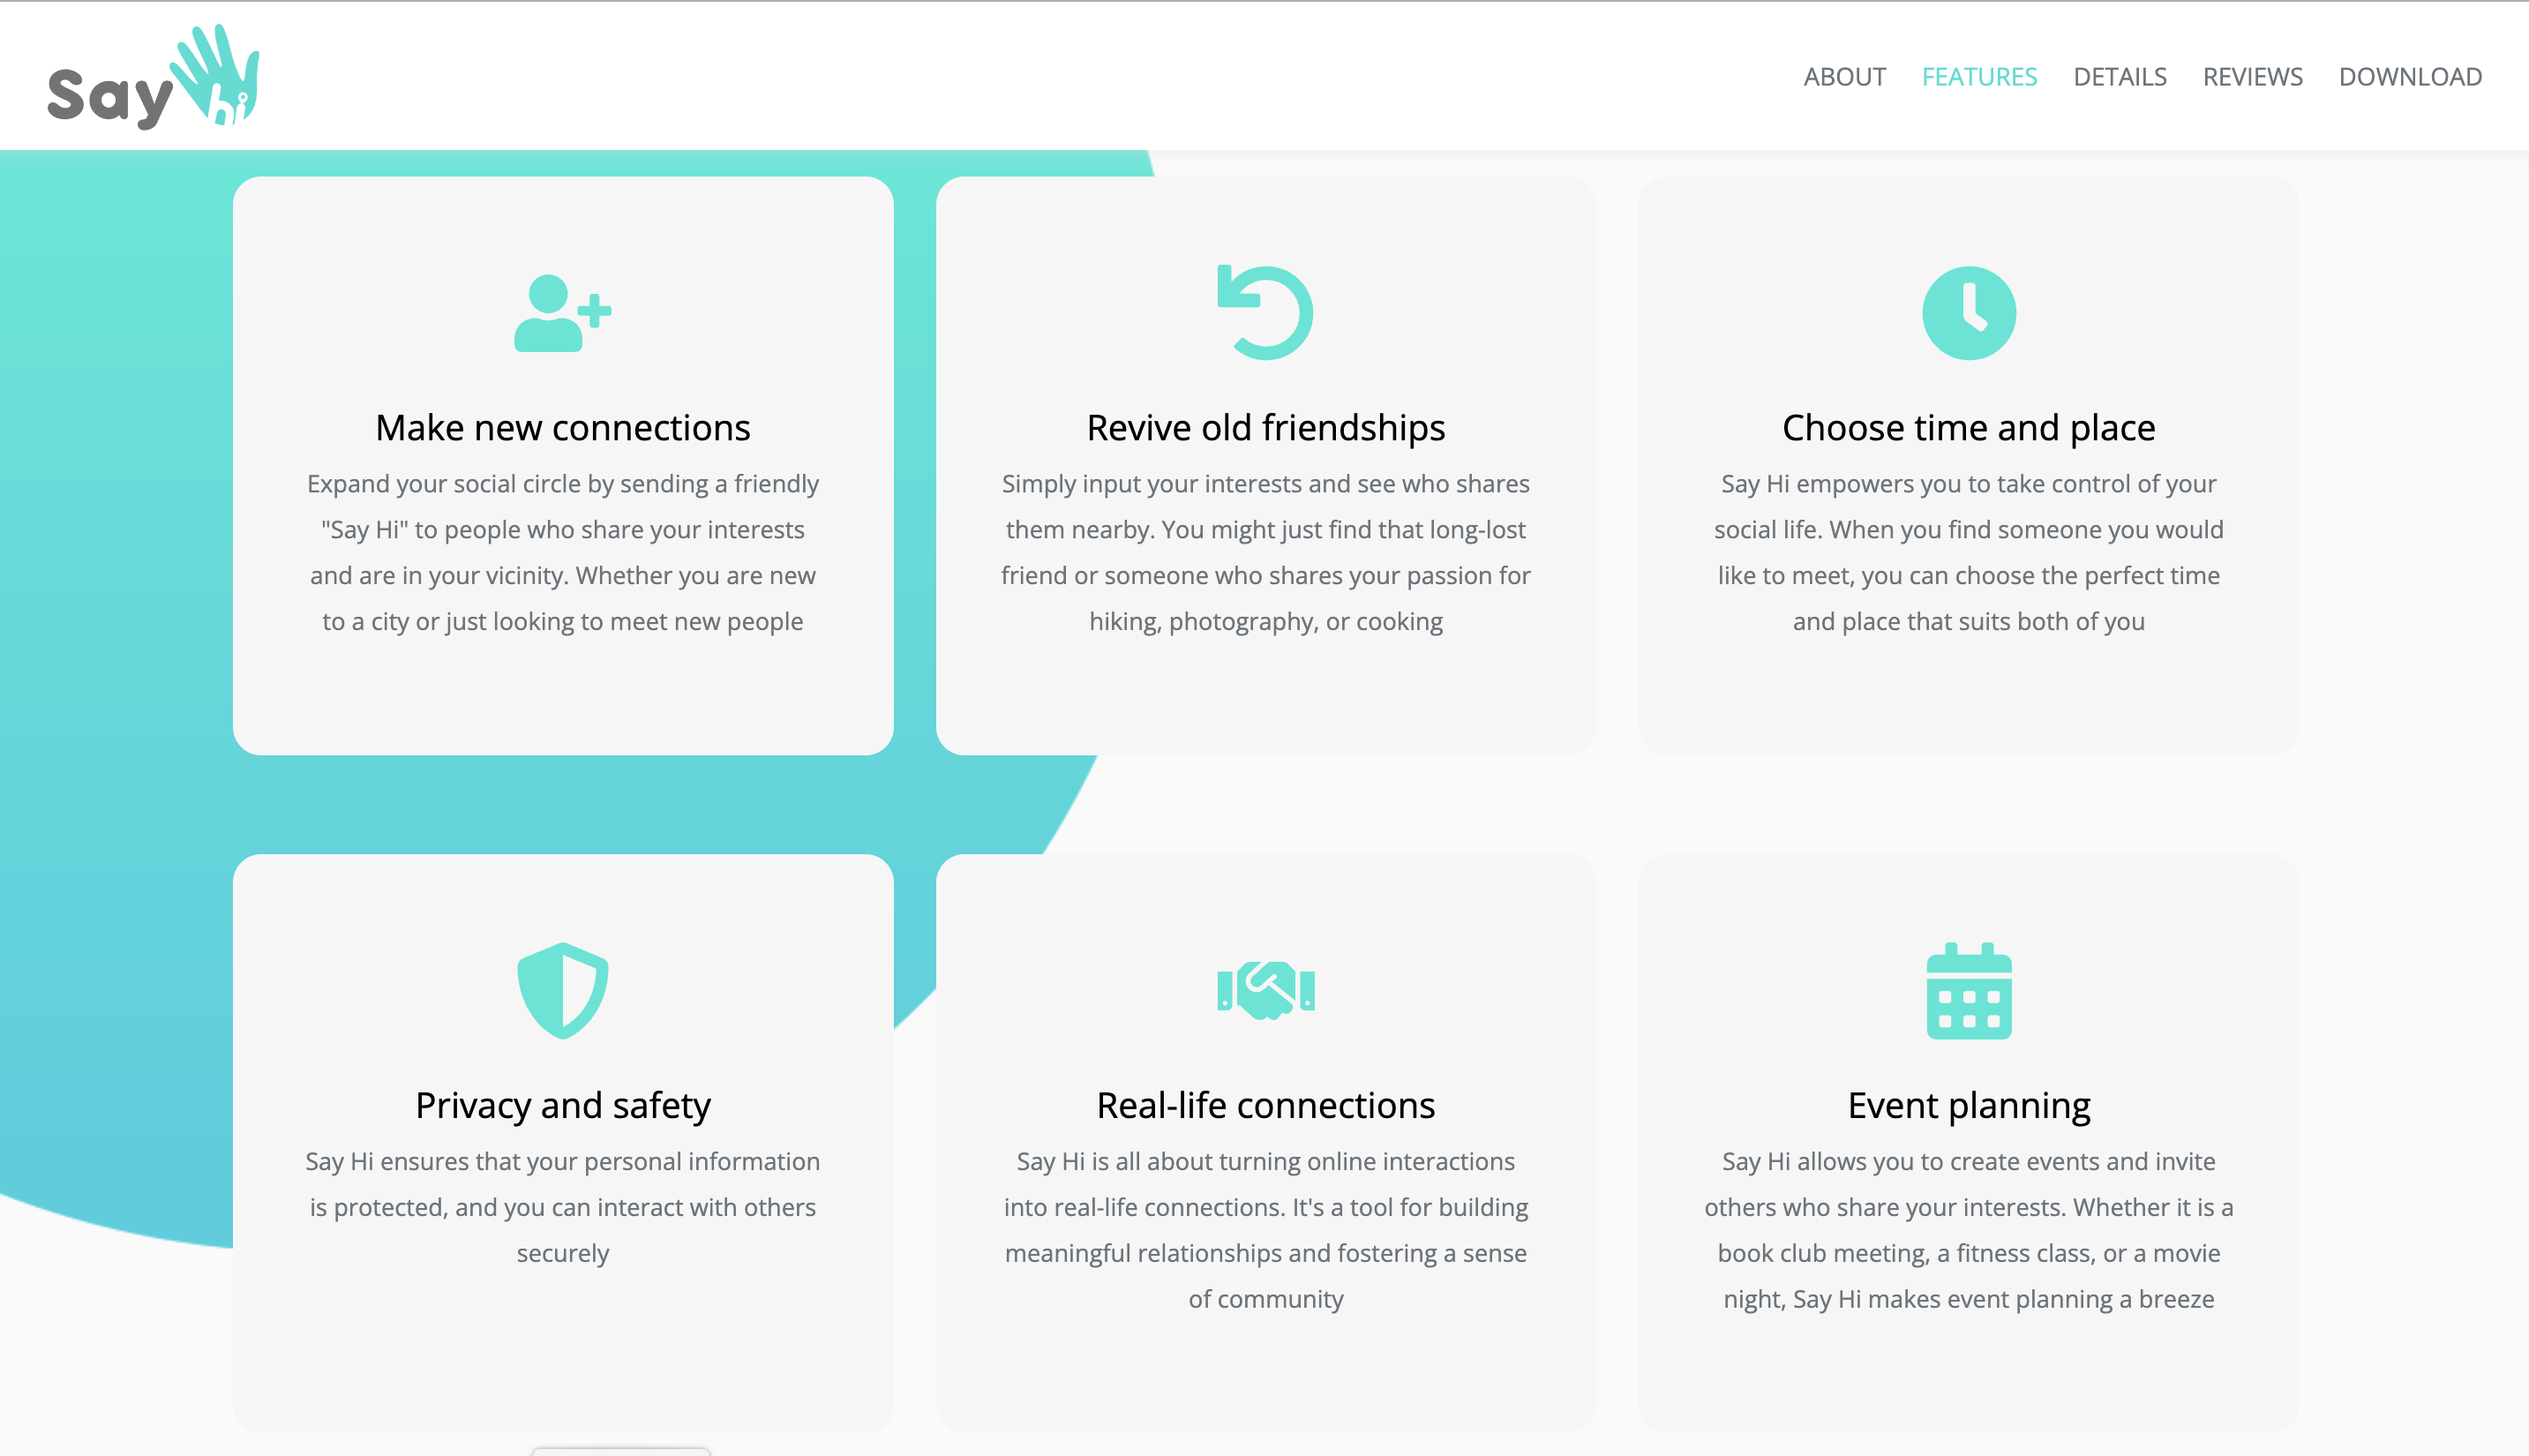 Say hi
ABOUT FEATURES DETAILS REVIEWS DOWNLOAD
Make new connections
Expand your social circle by sending a friendly
"Say Hi" to people who share your interests
and are in your vicinity. Whether you are new
to a city or just looking to meet new people
Revive old friendships
Simply input your interests and see who shares
them nearby. You might just find that long-lost
friend or someone who shares your passion for
hiking, photography, or cooking
Choose time and place
Say Hi empowers you to take control of your
social life. When you find someone you would
like to meet, you can choose the perfect time
and place that suits both of you
Privacy and safety
Say Hi ensures that your personal information
is protected, and you can interact with others
securely
Real-life connections
Say Hi is all about turning online interactions
into real-life connections. It's a tool for building
meaningful relationships and fostering a sense
of community
Event planning
Say Hi allows you to create events and invite
others who share your interests. Whether it is a
book club meeting, a fitness class, or a movie
night, Say Hi makes event planning a breeze